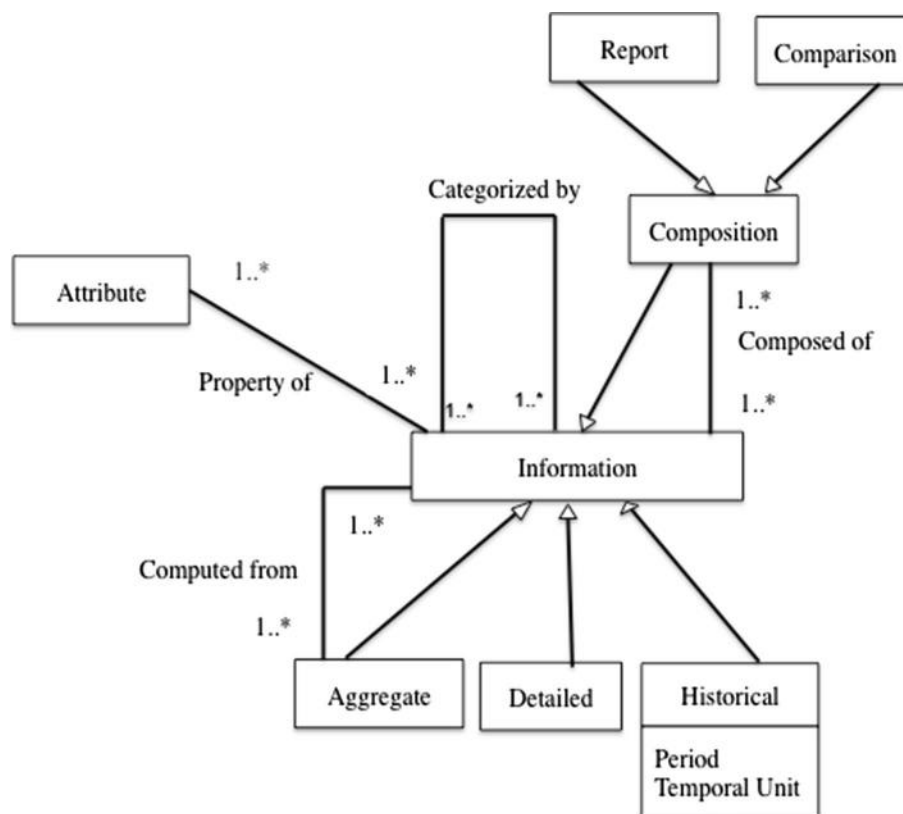 Report
Comparison
Categorized by
Composition
1..*
Attribute
1..*
Composed of
Property of
1..*
1..*
1..*
1..*
Information
1..*
Computed from
1..*
Aggregate
Detailed
Historical
Period
Temporal Unit